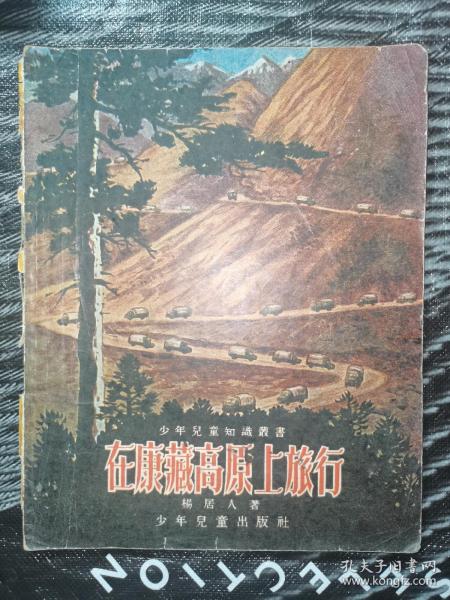 少年兒童知識叢書
在康藏高原上旅行
楊居人著
少年兒童出版社
ECTION
孔夫子旧书网
www.kongfz.com